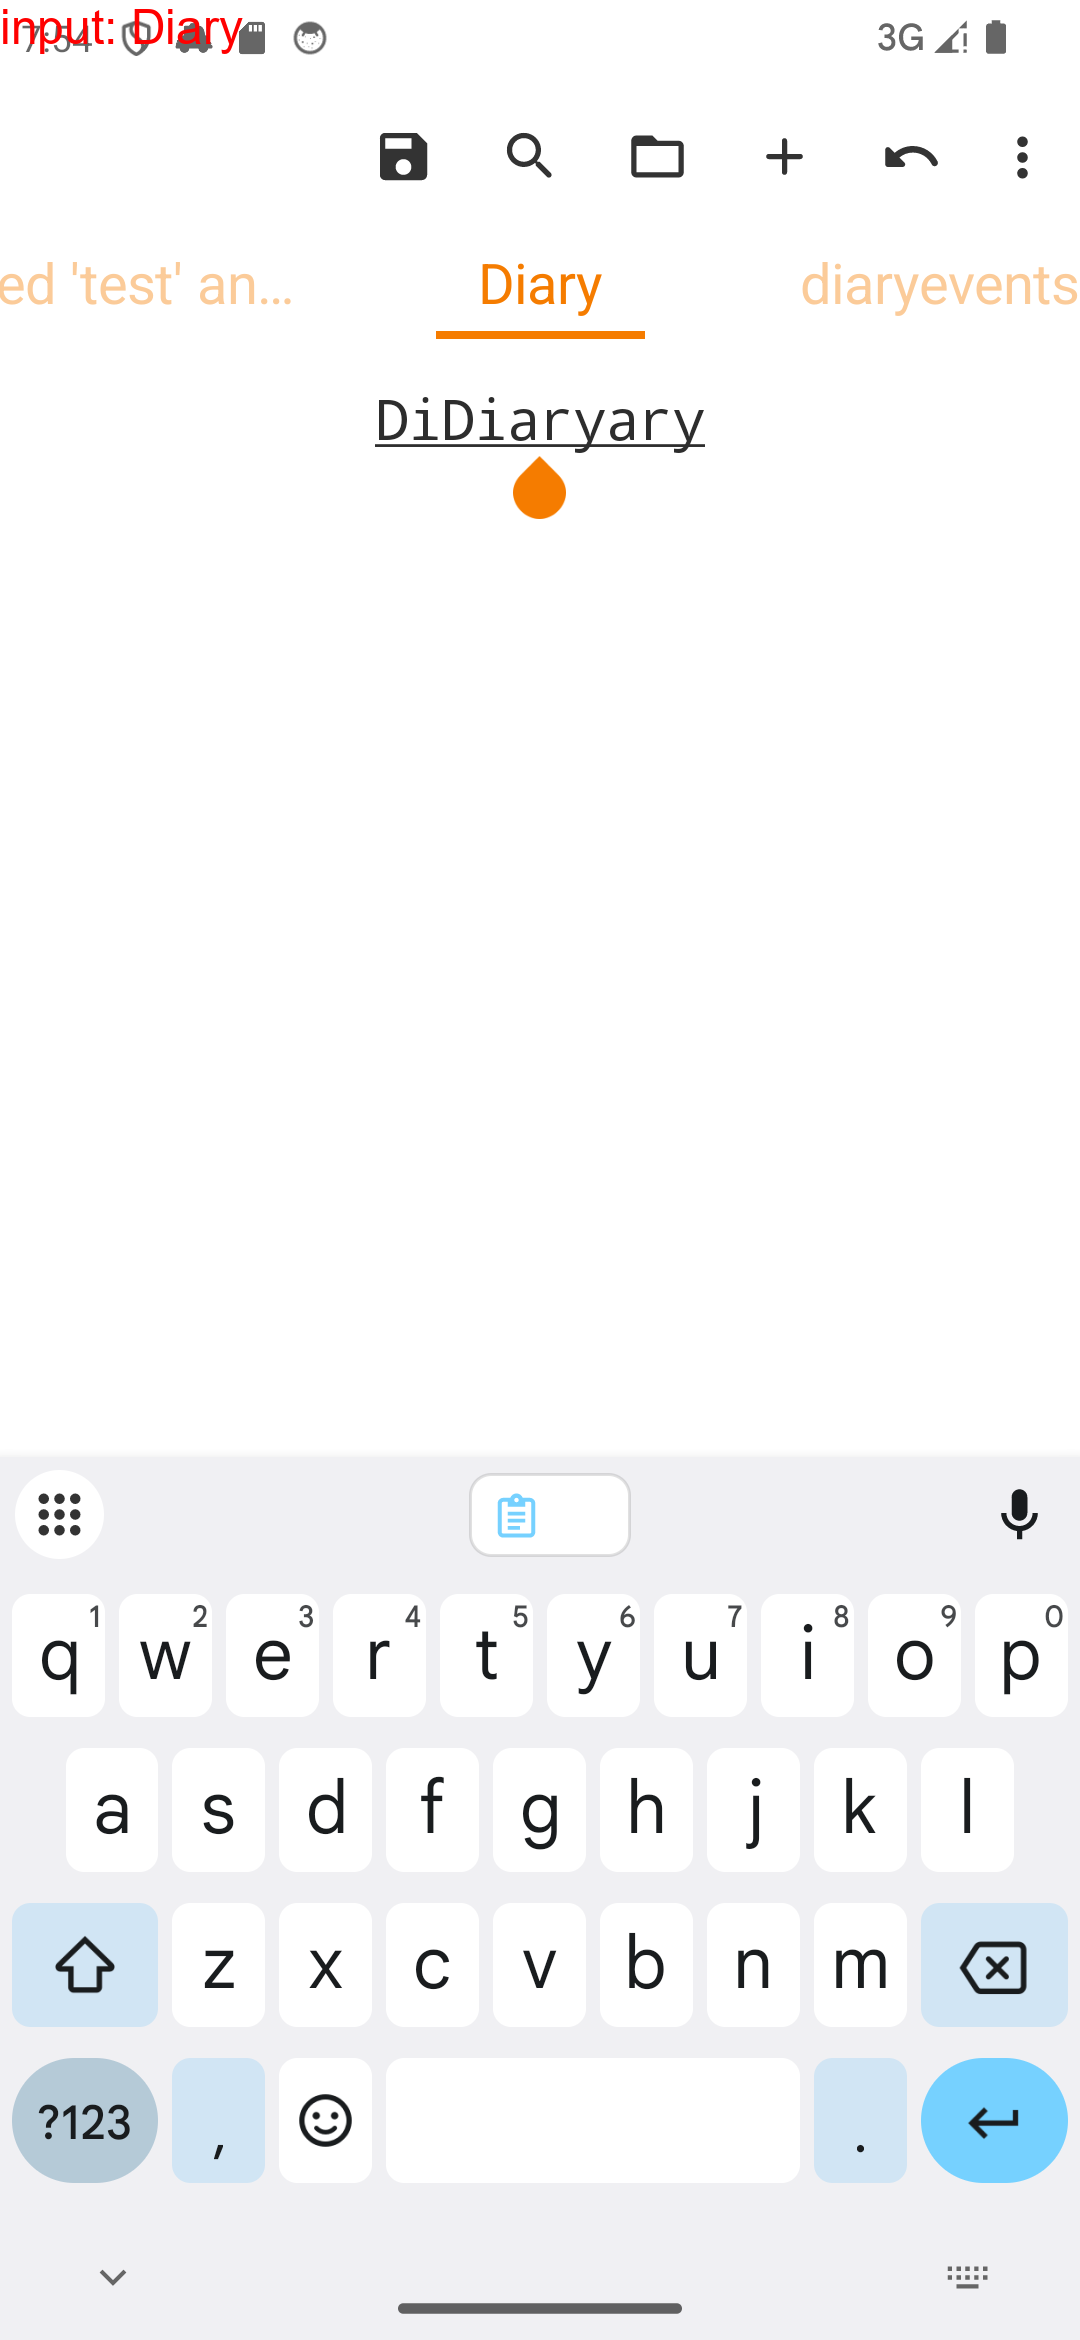 input: Diary
7:54
3G
ed 'test' an... Diary diaryevents
DiDiaryary
q 1 w 2 e 3 r 4 t 5 y 6 u 7 i 8 o 9 p 0
a s d f g h j k l
z x c v b n m
?123 , .